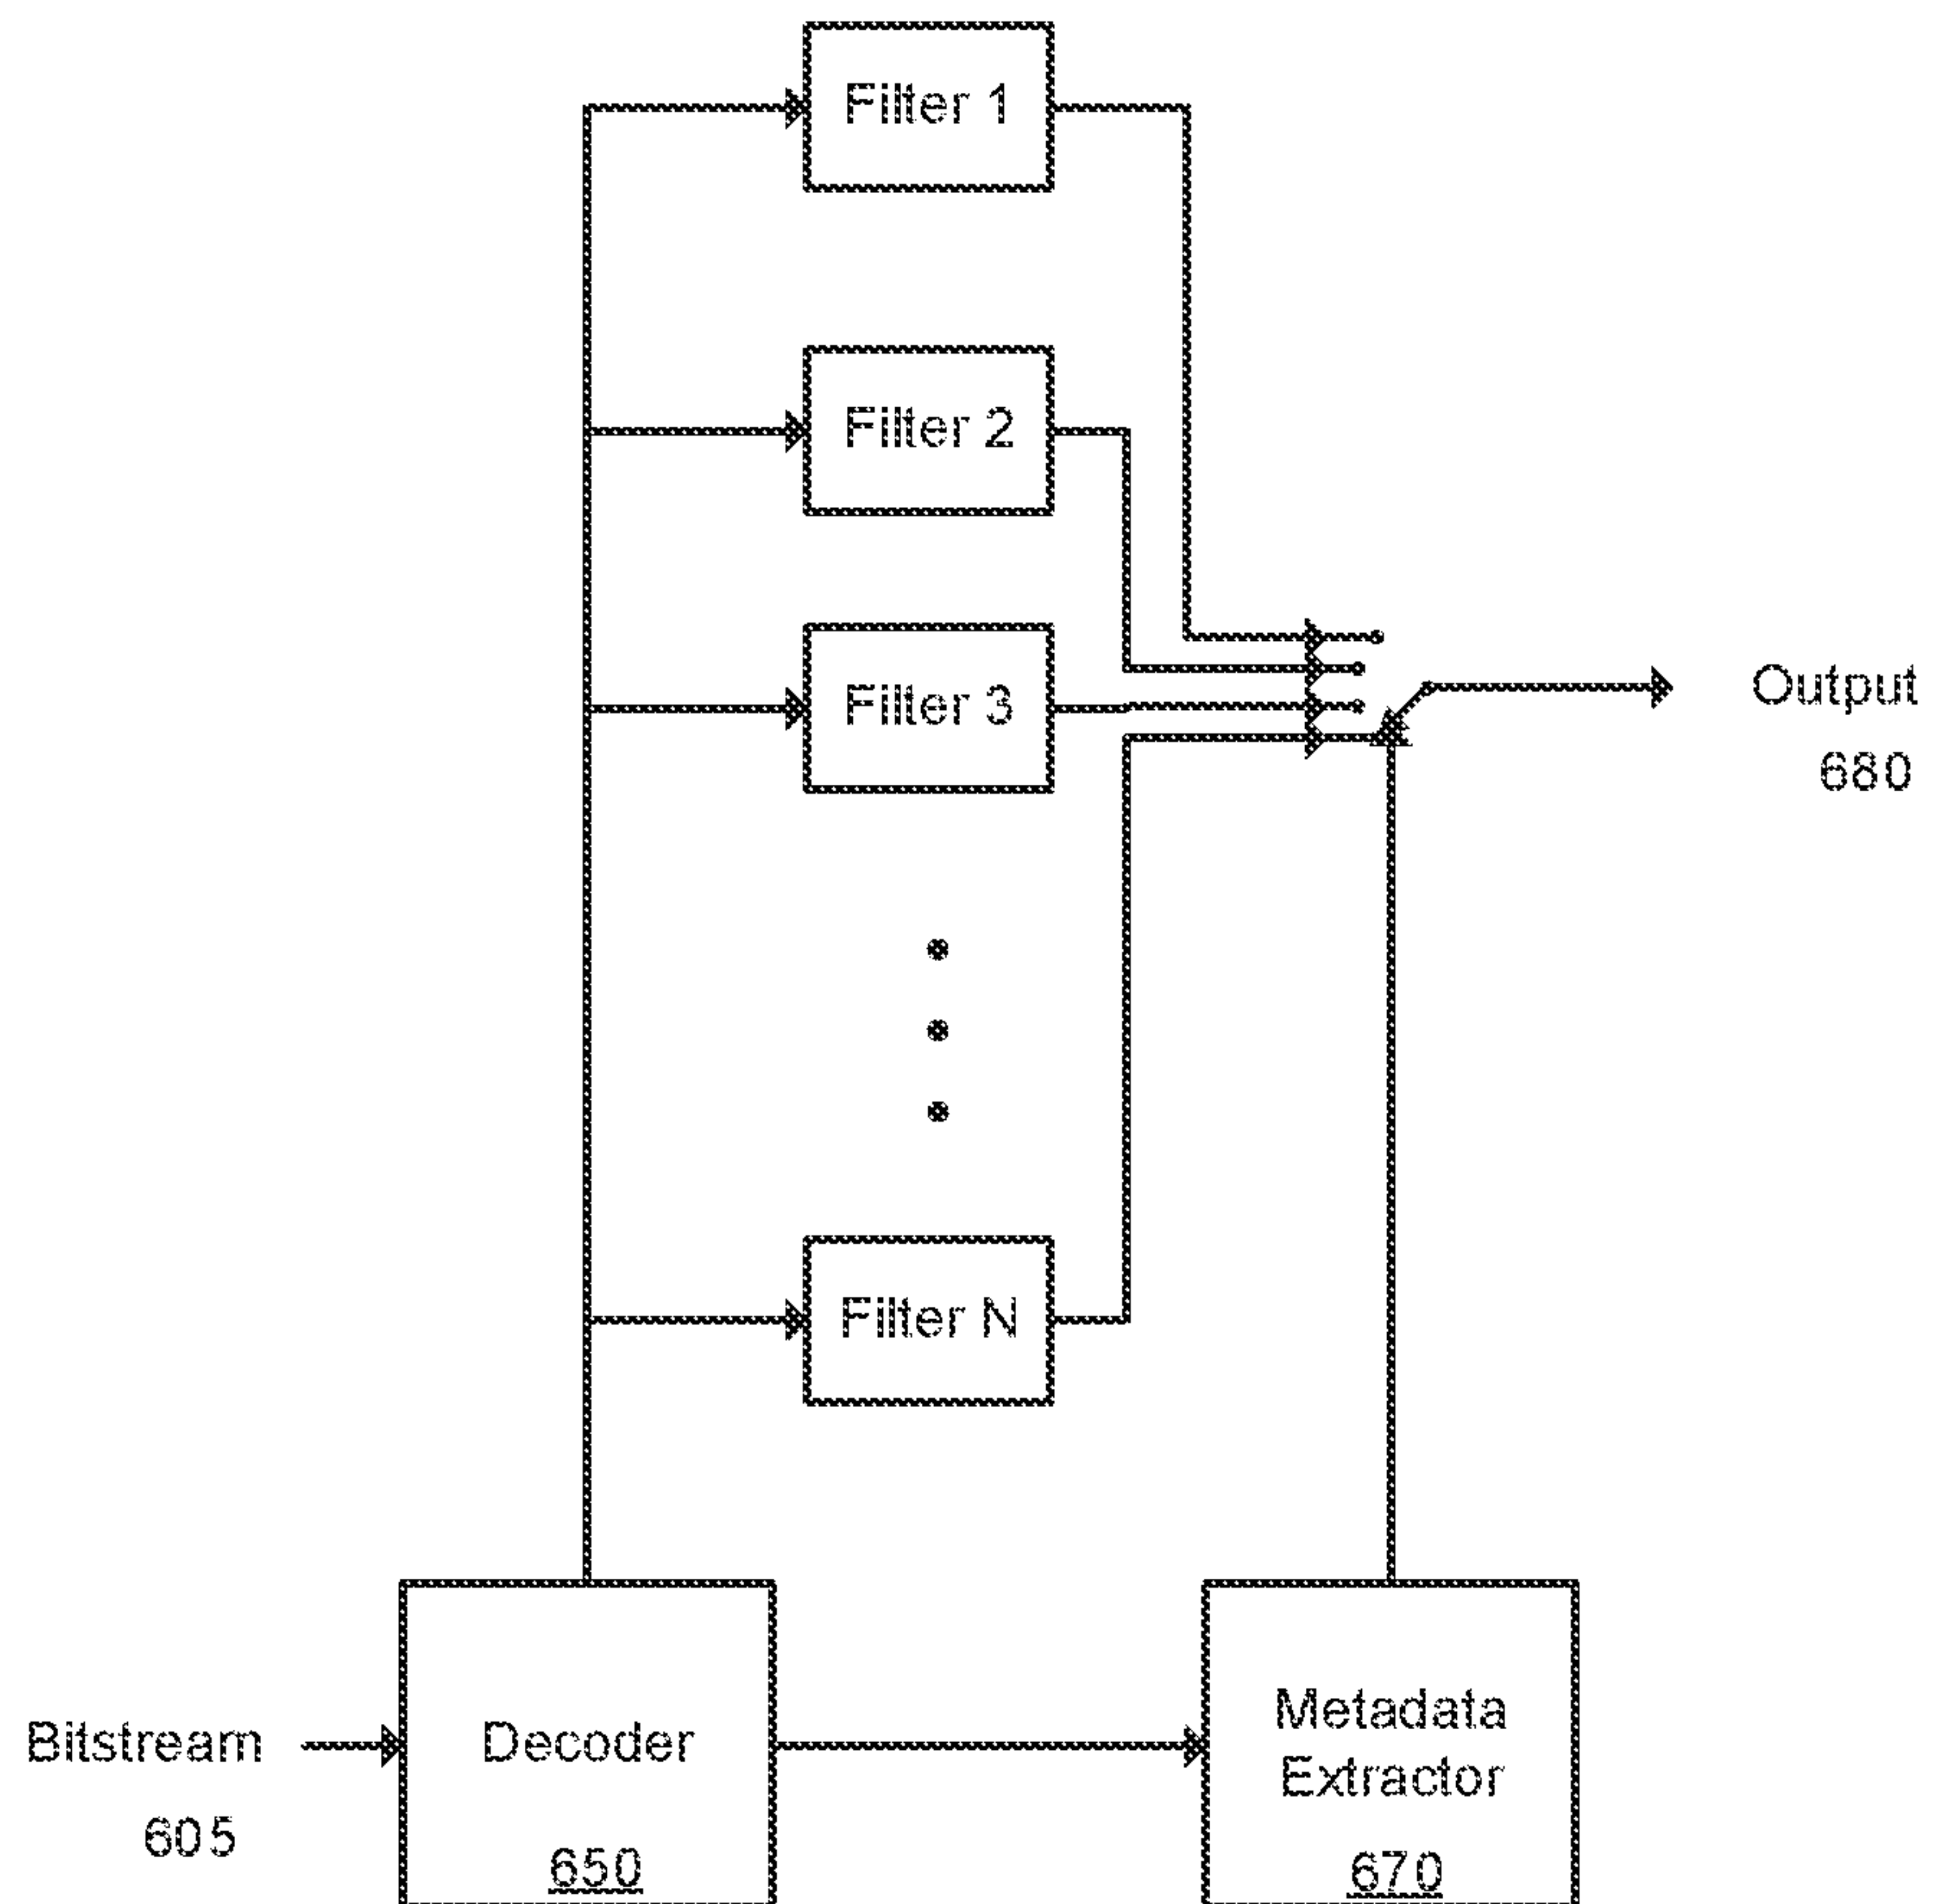 Filter 1
Filter 2
Filter 3
Output
680
Filter N
Bitstream
605
Decoder
650
Metadata
Extractor
670